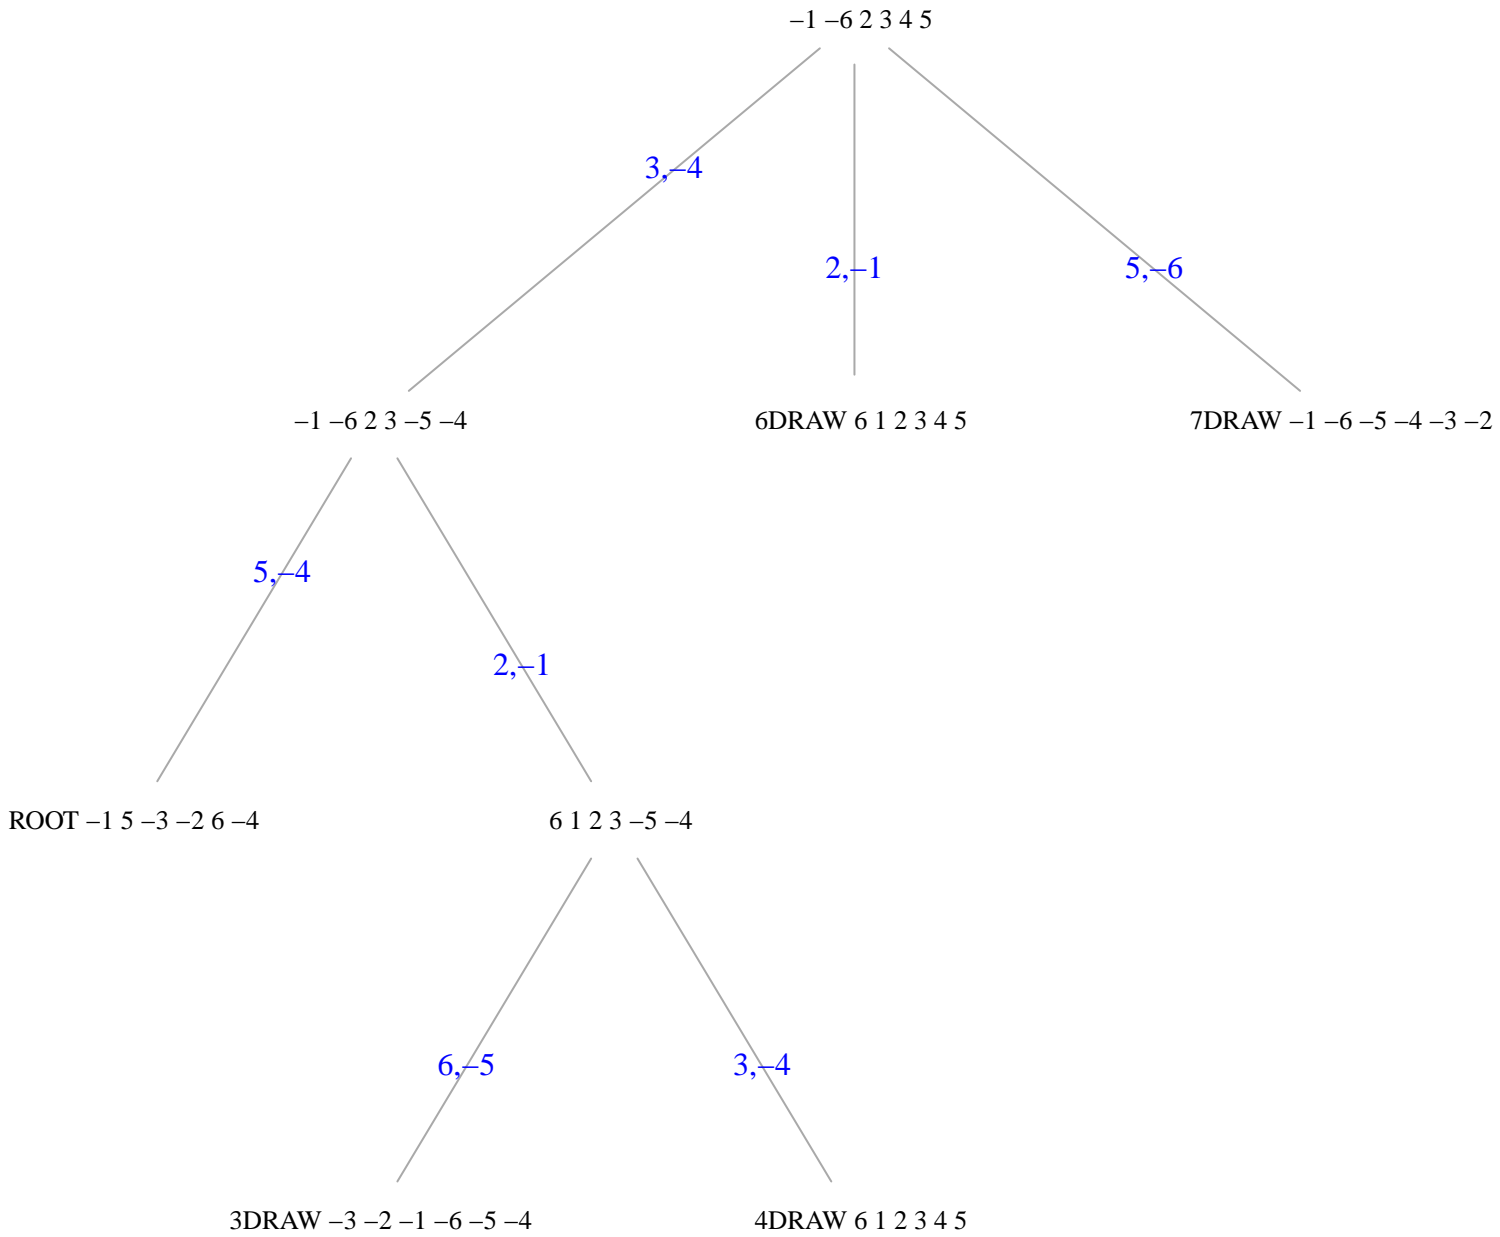 –1 –6 2 3 4 5
3,–4
2,–1
5,–6
–1 –6 2 3 –5 –4
6DRAW 6 1 2 3 4 5
7DRAW –1 –6 –5 –4 –3 –2
5,–4
2,–1
ROOT –1 5 –3 –2 6 –4
6 1 2 3 –5 –4
6,–5
3,–4
3DRAW –3 –2 –1 –6 –5 –4
4DRAW 6 1 2 3 4 5